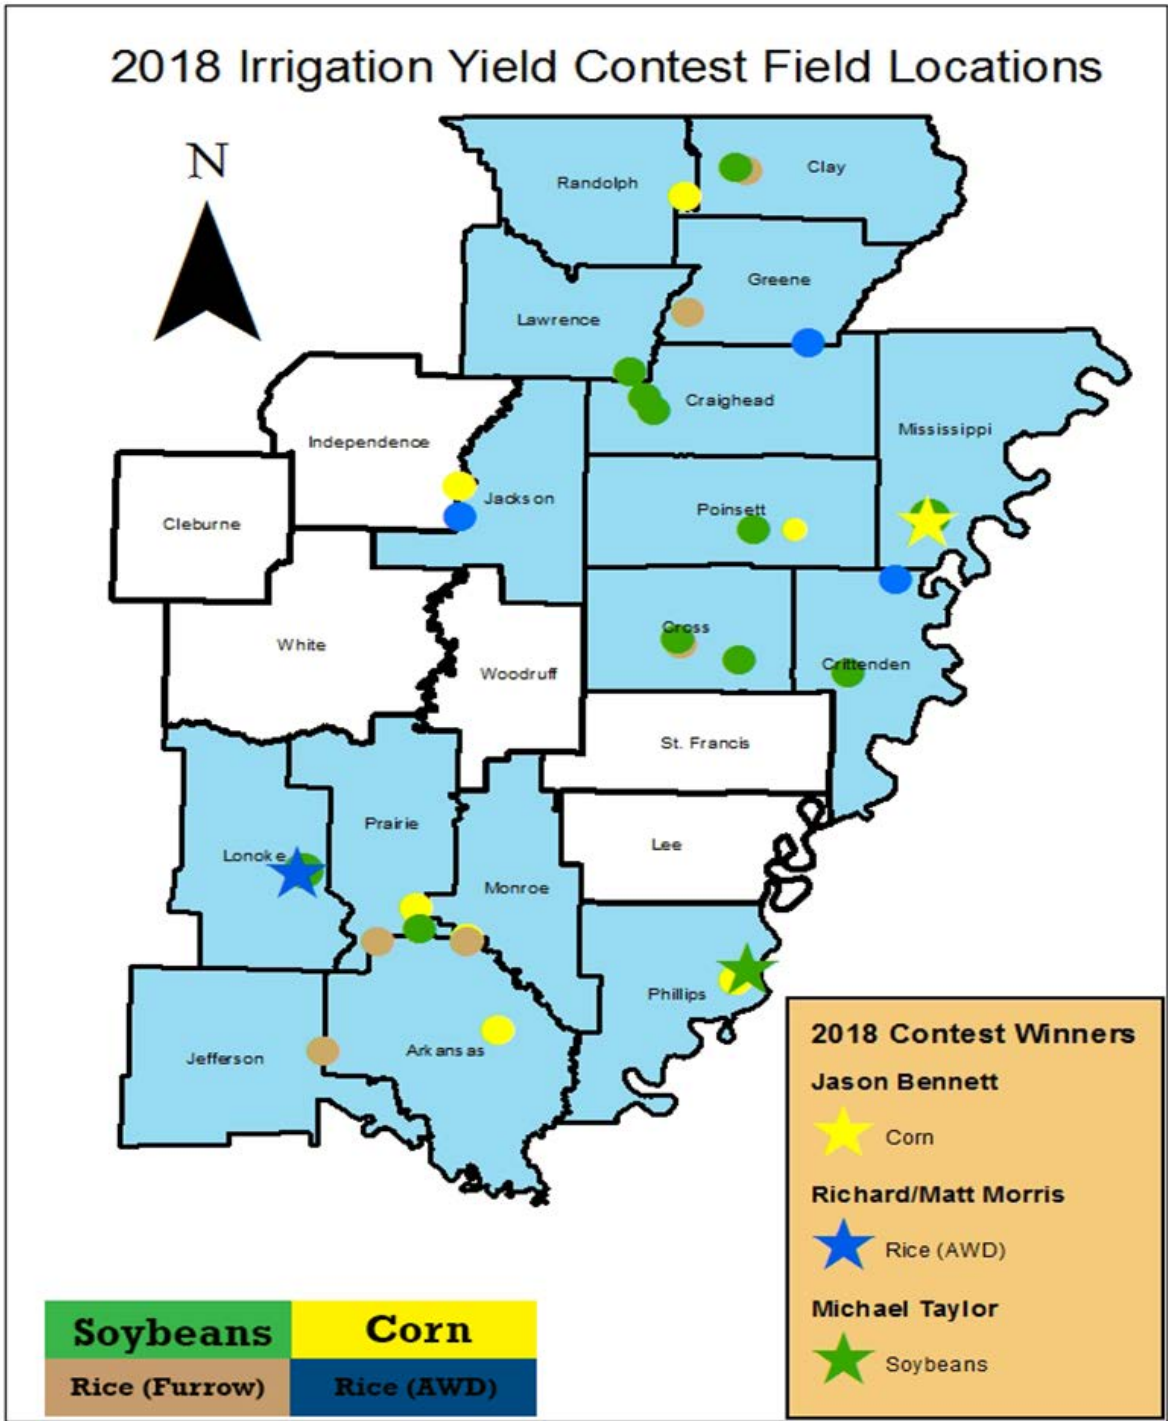 2018 Irrigation Yield Contest Field Locations
N
Randolph
Clay
Greene
Lawrence
Craighead
Mississippi
Independence
Jackson
Poinsett
Cleburne
Cross
White
Woodruff
Crittenden
St. Francis
Prairie
Lee
Lonoke
Monroe
Phillips
Arkansas
Jefferson
2018 Contest Winners
Jason Bennett
Corn
Richard/Matt Morris
Rice (AWD)
Michael Taylor
Soybeans
Soybeans
Corn
Rice (Furrow)
Rice (AWD)